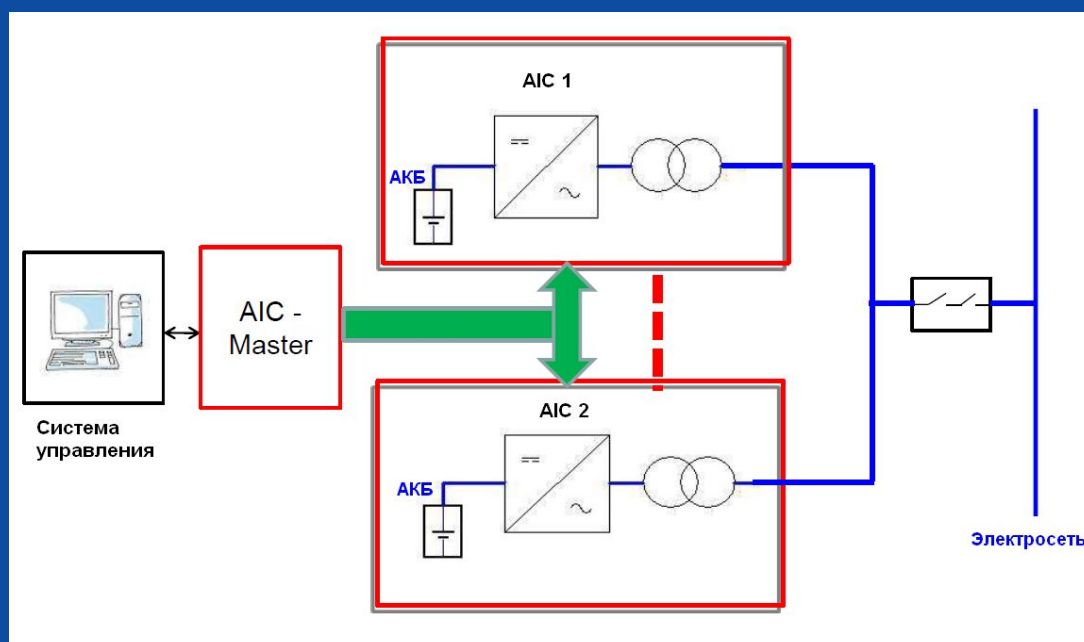 AIC 1
АКБ
AIC -
Master
Система
управления
AIC 2
АКБ
Электросеть